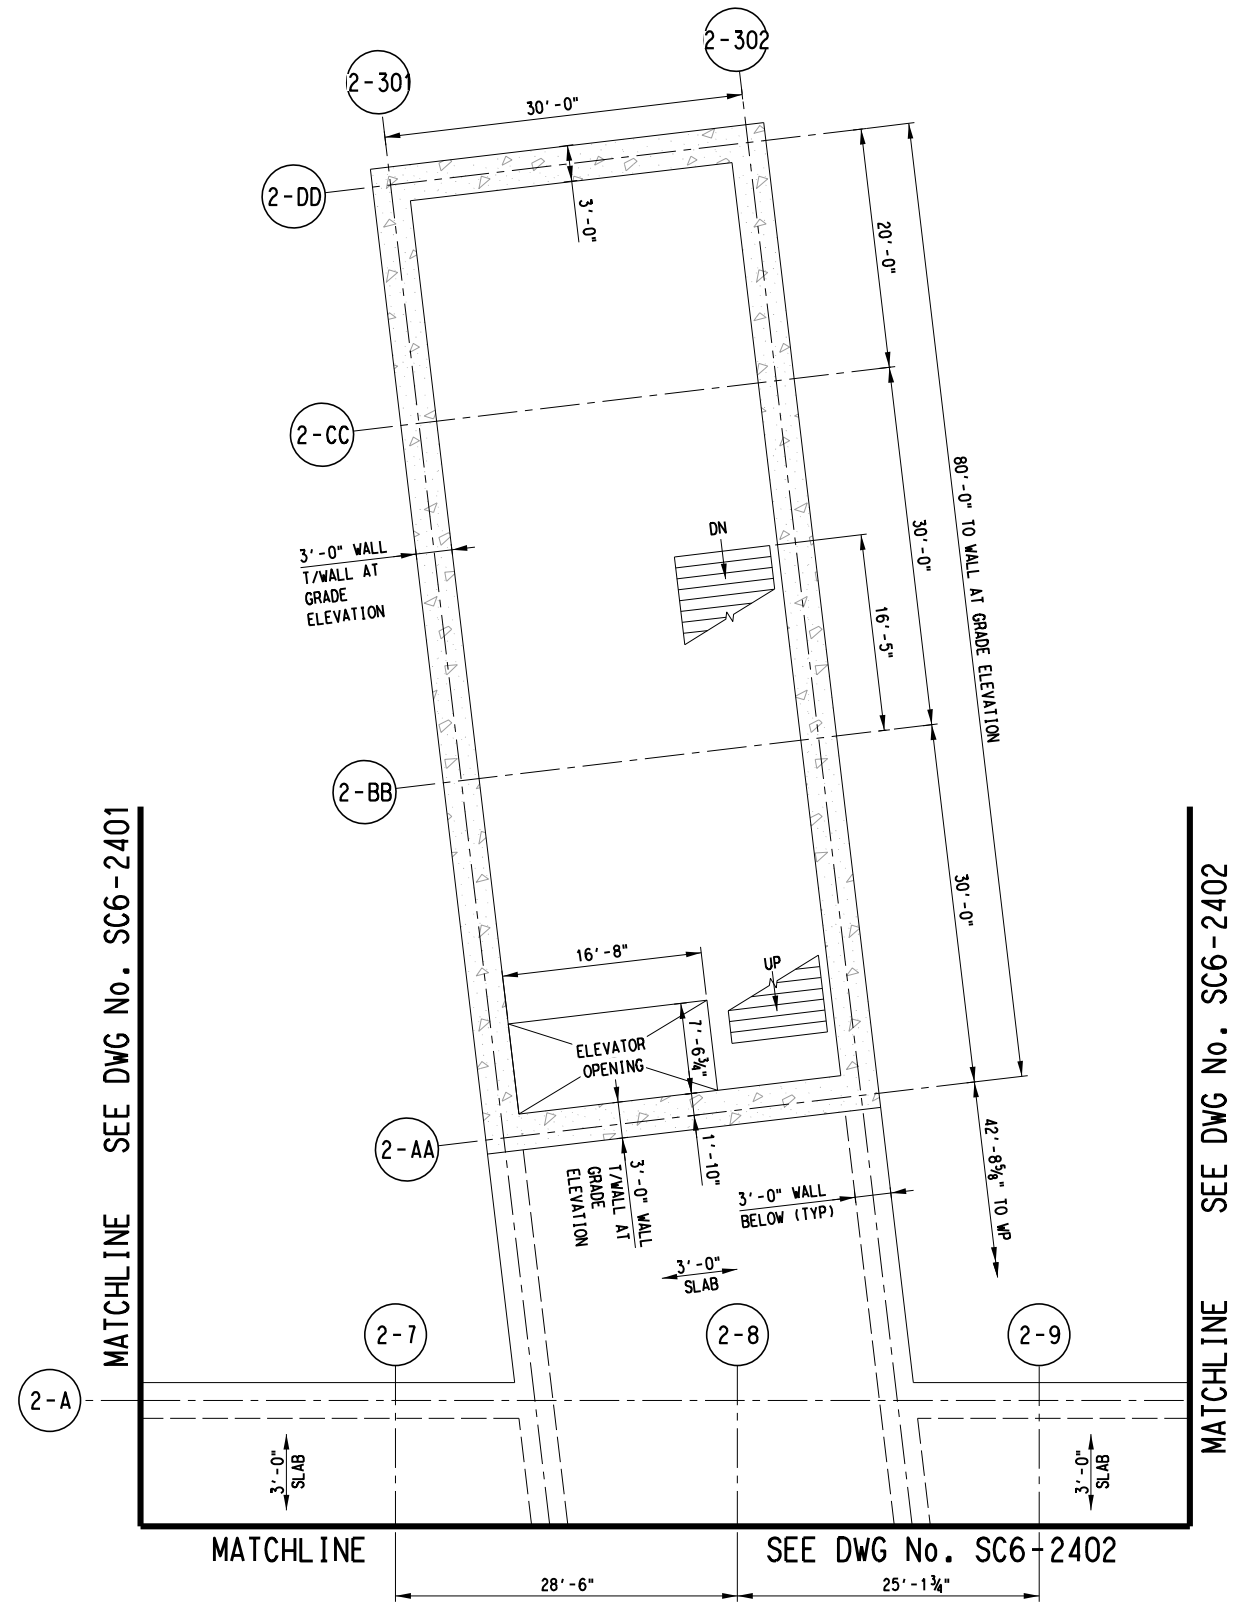 2-302
2-301
30'-0"
2-DD
3'-0"
20'-0"
2-CC
80'-0" TO WALL AT GRADE ELEVATION
30'-0"
DN
3'-0" WALL
T/WALL AT
GRADE
ELEVATION
16'-5"
2-BB
30'-0"
MATCHLINE SEE DWG No. SC6-2401
MATCHLINE SEE DWG No. SC6-2402
16'-8"
UP
ELEVATOR
OPENING
7'-6¾"
2-AA
1'-10"
3'-0" WALL
T/WALL AT
GRADE
ELEVATION
3'-0" WALL
BELOW (TYP)
42'-8⅝" TO WP
3'-0"
SLAB
2-7
2-8
2-9
2-A
3'-0"
SLAB
3'-0"
SLAB
MATCHLINE SEE DWG No. SC6-2402
28'-6"
25'-1¾"